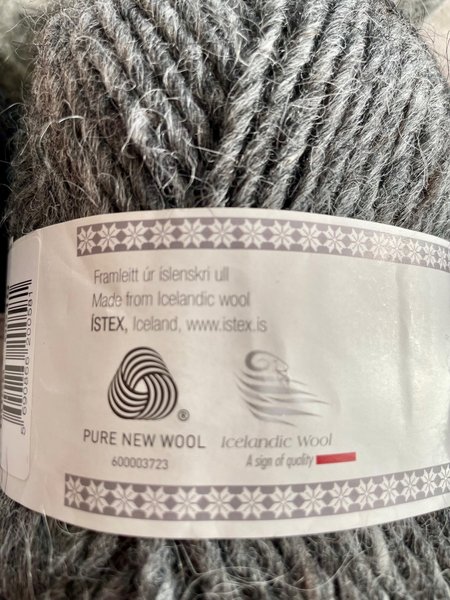 Framleitt úr íslenskri ull
Made from Icelandic wool
ÍSTEX, Iceland, www.istex.is
®
PURE NEW WOOL
600003723
Icelandic Wool
A sign of quality